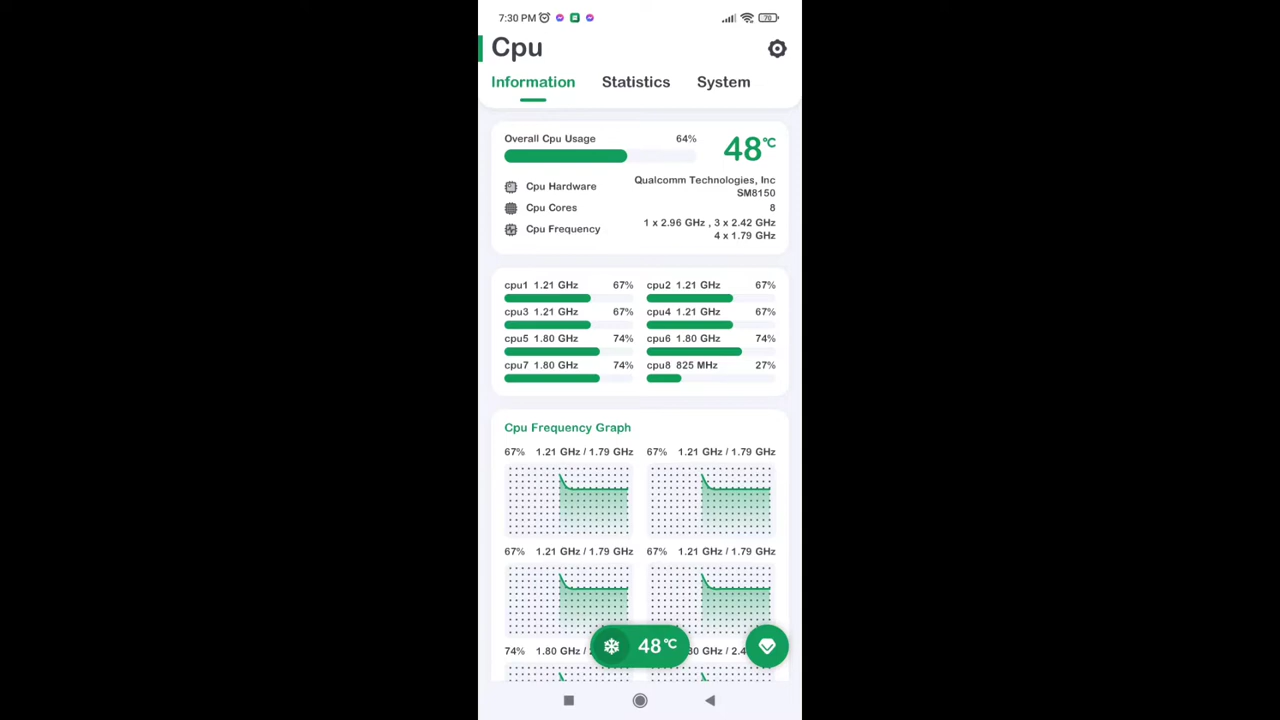 7:30 PM
70
Cpu
Information Statistics System
Overall Cpu Usage 64% 48°C
Cpu Hardware Qualcomm Technologies, Inc
SM8150
Cpu Cores 8
Cpu Frequency 1 x 2.96 GHz , 3 x 2.42 GHz
4 x 1.79 GHz
cpu1 1.21 GHz 67% cpu2 1.21 GHz 67%
cpu3 1.21 GHz 67% cpu4 1.21 GHz 67%
cpu5 1.80 GHz 74% cpu6 1.80 GHz 74%
cpu7 1.80 GHz 74% cpu8 825 MHz 27%
Cpu Frequency Graph
67% 1.21 GHz / 1.79 GHz 67% 1.21 GHz / 1.79 GHz
67% 1.21 GHz / 1.79 GHz 67% 1.21 GHz / 1.79 GHz
48°C
74% 1.80 GHz /